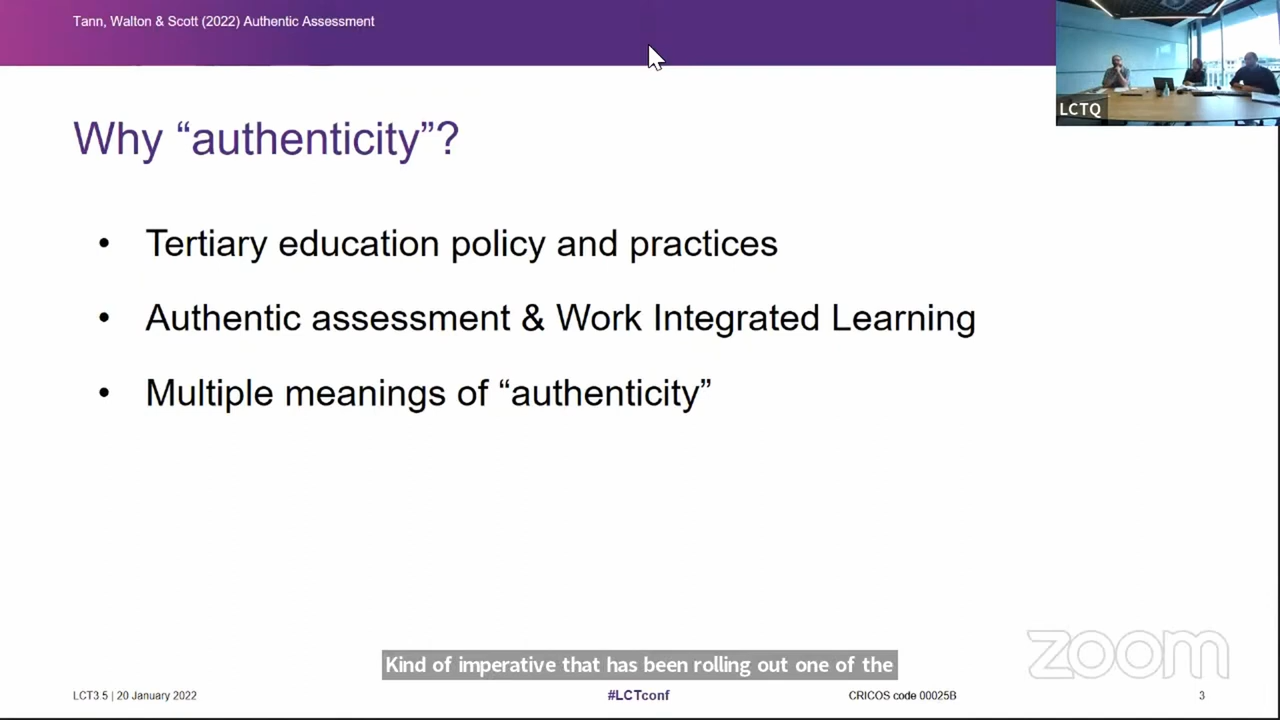 Tann, Walton & Scott (2022) Authentic Assessment
LCTQ
Why “authenticity”?
• Tertiary education policy and practices
• Authentic assessment & Work Integrated Learning
• Multiple meanings of “authenticity”
zoom
Kind of imperative that has been rolling out one of the
LCT3 5 | 20 January 2022
#LCTconf
CRICOS code 00025B
3